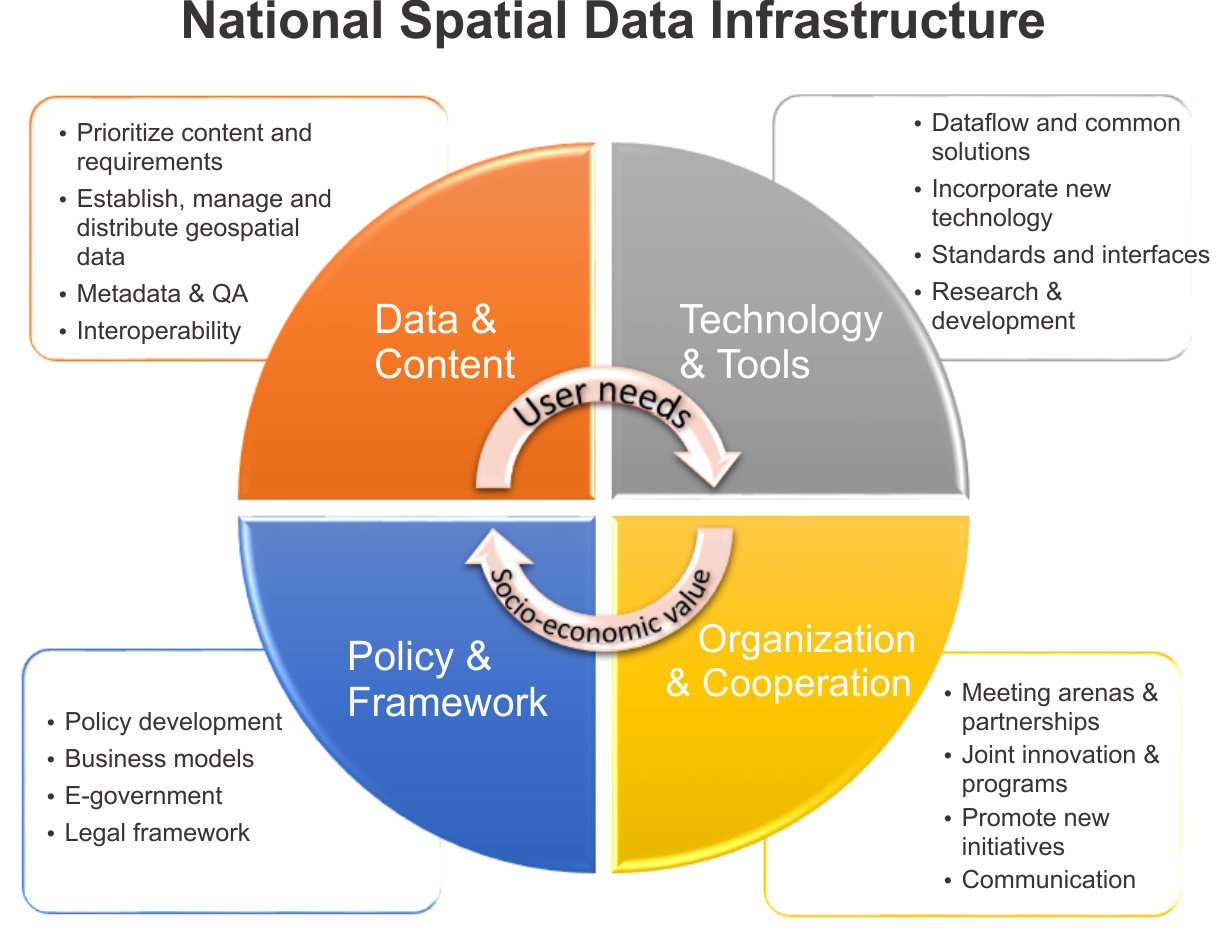 National Spatial Data Infrastructure
• Prioritize content and
requirements
• Establish, manage and
distribute geospatial
data
• Metadata & QA
• Interoperability
• Dataflow and common
solutions
• Incorporate new
technology
• Standards and interfaces
• Research &
development
Data &
Content
Technology
& Tools
User needs
Socio-economic value
Policy &
Framework
Organization
& Cooperation
• Policy development
• Business models
• E-government
• Legal framework
• Meeting arenas &
partnerships
• Joint innovation &
programs
• Promote new
initiatives
• Communication